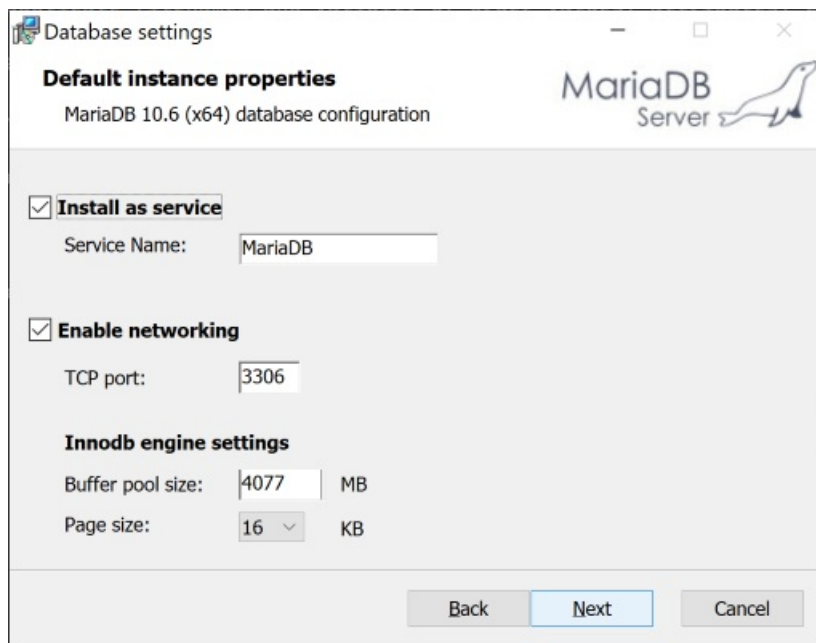 Database settings
Default instance properties
MariaDB 10.6 (x64) database configuration
MariaDB
Server
Install as service
Service Name: MariaDB
Enable networking
TCP port: 3306
Innodb engine settings
Buffer pool size: 4077 MB
Page size: 16 KB
Back Next Cancel